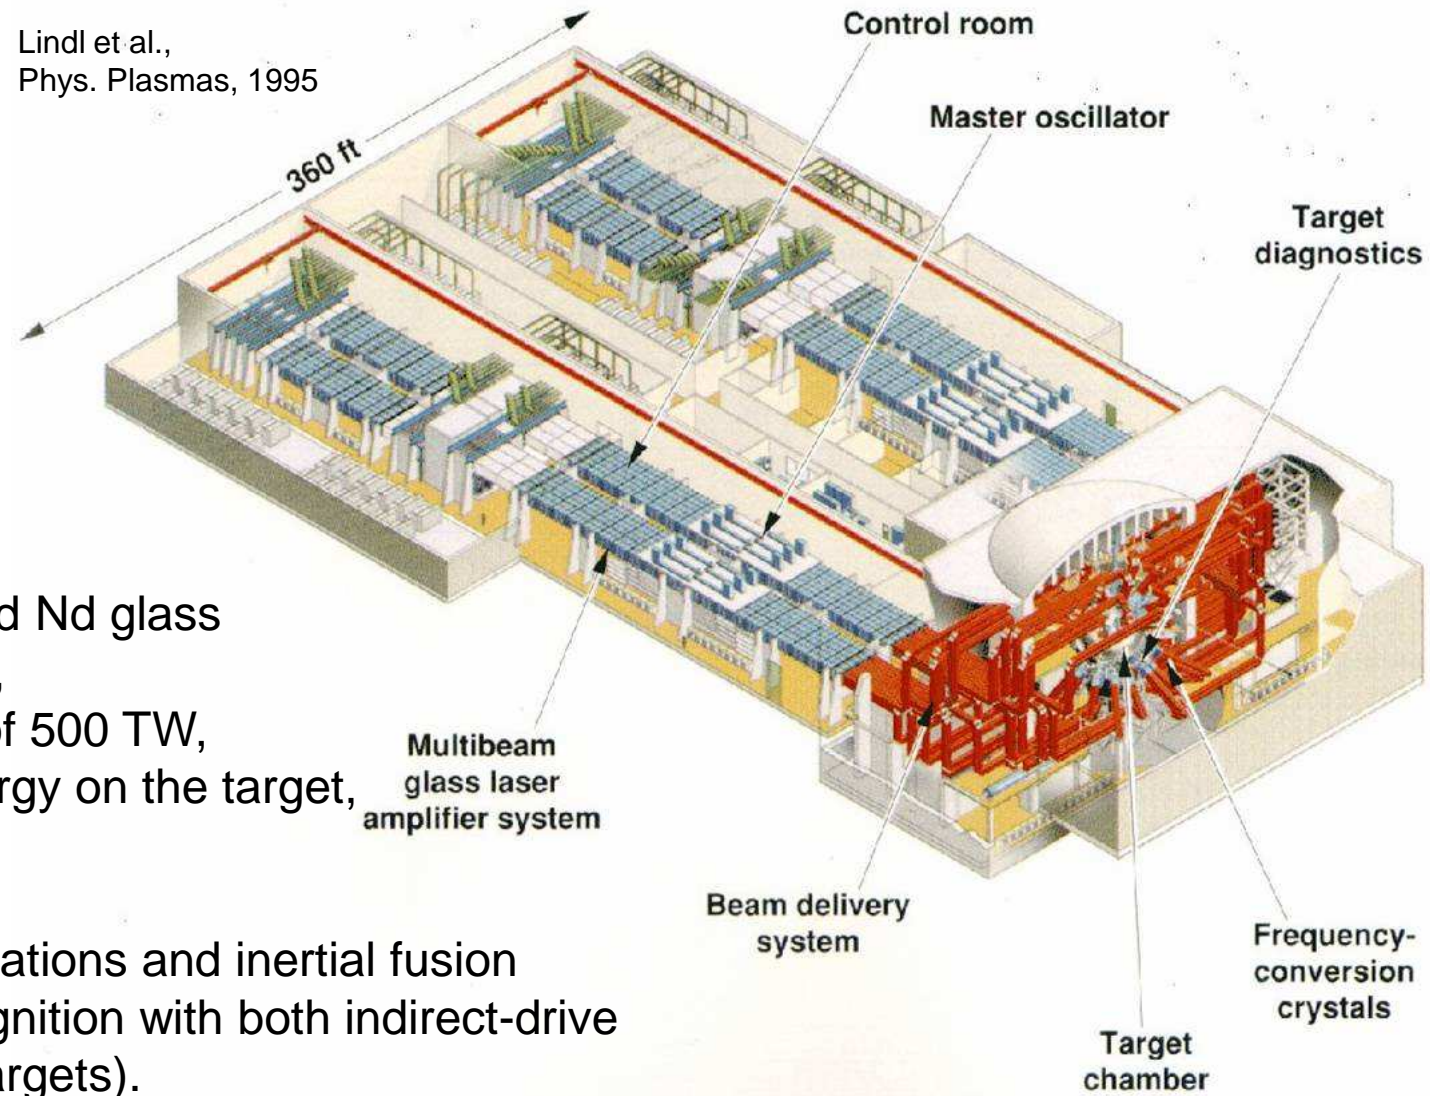 Lindl et al.,
Phys. Plasmas, 1995
360 ft
Control room
Master oscillator
Target
diagnostics
d Nd glass
,
of 500 TW,
rgy on the target,
Multibeam
glass laser
amplifier system
Beam delivery
system
Frequency-
conversion
crystals
Target
chamber
ations and inertial fusion
gnition with both indirect-drive
argets).